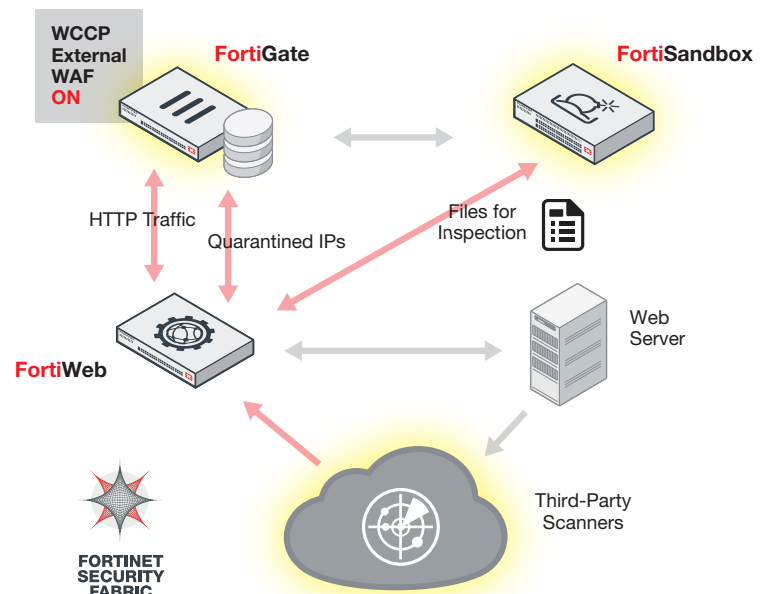 WCCP
External
WAF
ON
FortiGate
FortiSandbox
HTTP Traffic
Quarantined IPs
Files for
Inspection
FortiWeb
Web
Server
Third-Party
Scanners
FORTINET
SECURITY
FABRIC